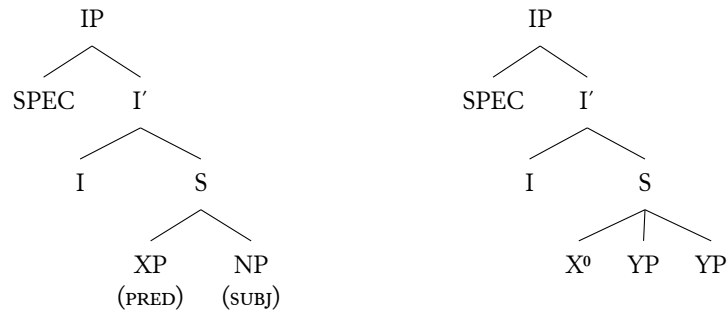 IP IP
SPEC I′ SPEC I′
I S I S
XP NP X⁰ YP YP
(PRED) (SUBJ)